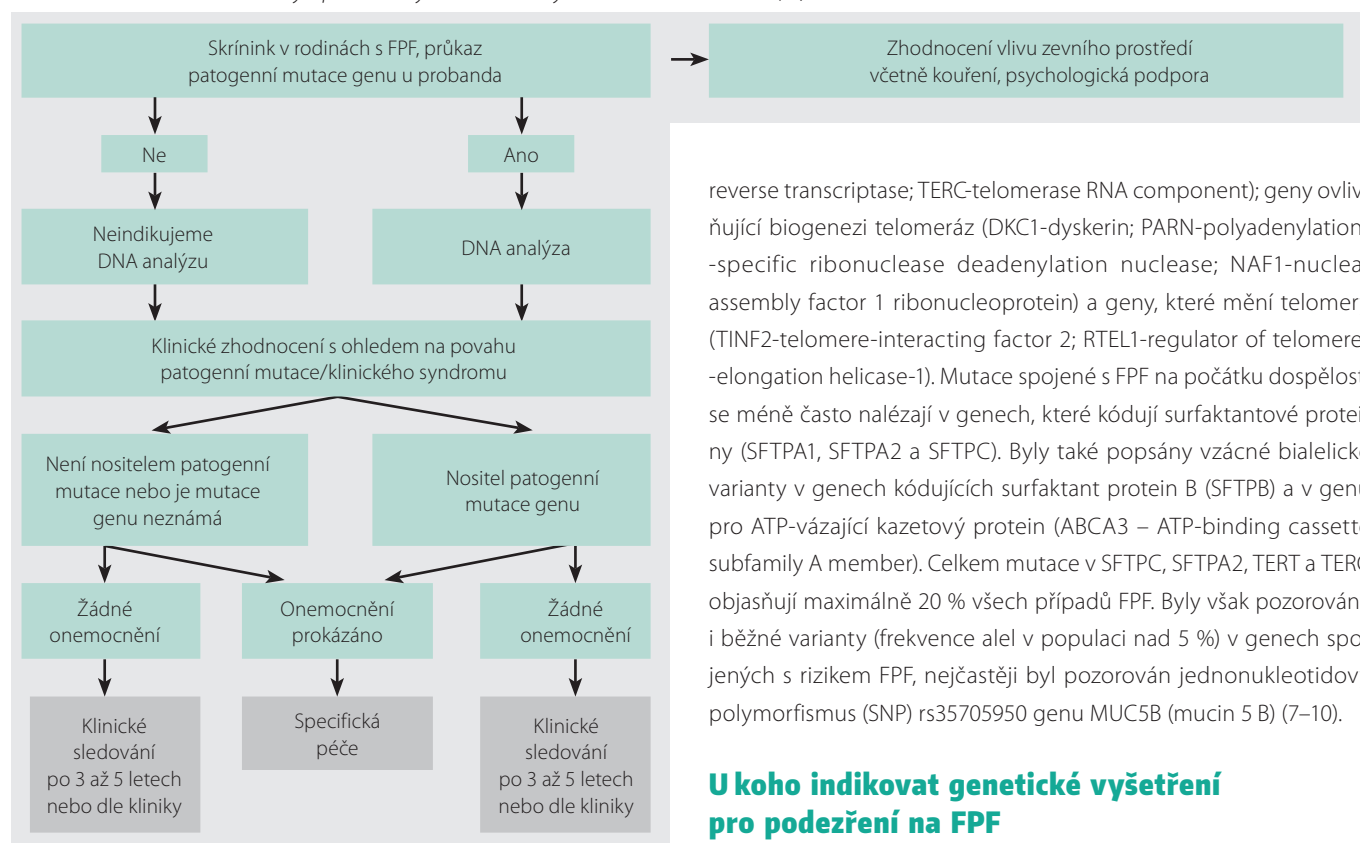 Skrínink v rodinách s FPF, průkaz
patogenní mutace genu u probanda
Zhodnocení vlivu zevního prostředí
včetně kouření, psychologická podpora
Ne
Ano
Neindikujeme
DNA analýzu
DNA analýza
Klinické zhodnocení s ohledem na povahu
patogenní mutace/klinického syndromu
Není nositelem patogenní
mutace nebo je mutace
genu neznámá
Nositel patogenní
mutace genu
Žádné
onemocnění
Onemocnění
prokázáno
Žádné
onemocnění
Klinické
sledování
po 3 až 5 letech
nebo dle kliniky
Specifická
péče
Klinické
sledování
po 3 až 5 letech
nebo dle kliniky
reverse transcriptase; TERC-telomerase RNA component); geny ovliv
ňující biogenezi telomeráz (DKC1-dyskerin; PARN-polyadenylation
-specific ribonuclease deadenylation nuclease; NAF1-nuclea
assembly factor 1 ribonucleoprotein) a geny, které mění telomer
(TINF2-telomere-interacting factor 2; RTEL1-regulator of telomere
-elongation helicase-1). Mutace spojené s FPF na počátku dospělost
se méně často nalézají v genech, které kódují surfaktantové protei
ny (SFTPA1, SFTPA2 a SFTPC). Byly také popsány vzácné bialelické
varianty v genech kódujících surfaktant protein B (SFTPB) a v genu
pro ATP-vázající kazetový protein (ABCA3 – ATP-binding cassette
subfamily A member). Celkem mutace v SFTPC, SFTPA2, TERT a TERC
objasňují maximálně 20 % všech případů FPF. Byly však pozorován
i běžné varianty (frekvence alel v populaci nad 5 %) v genech spo
jených s rizikem FPF, nejčastěji byl pozorován jednonukleotidov
polymorfismus (SNP) rs35705950 genu MUC5B (mucin 5 B) (7–10).
U koho indikovat genetické vyšetření
pro podezření na FPF